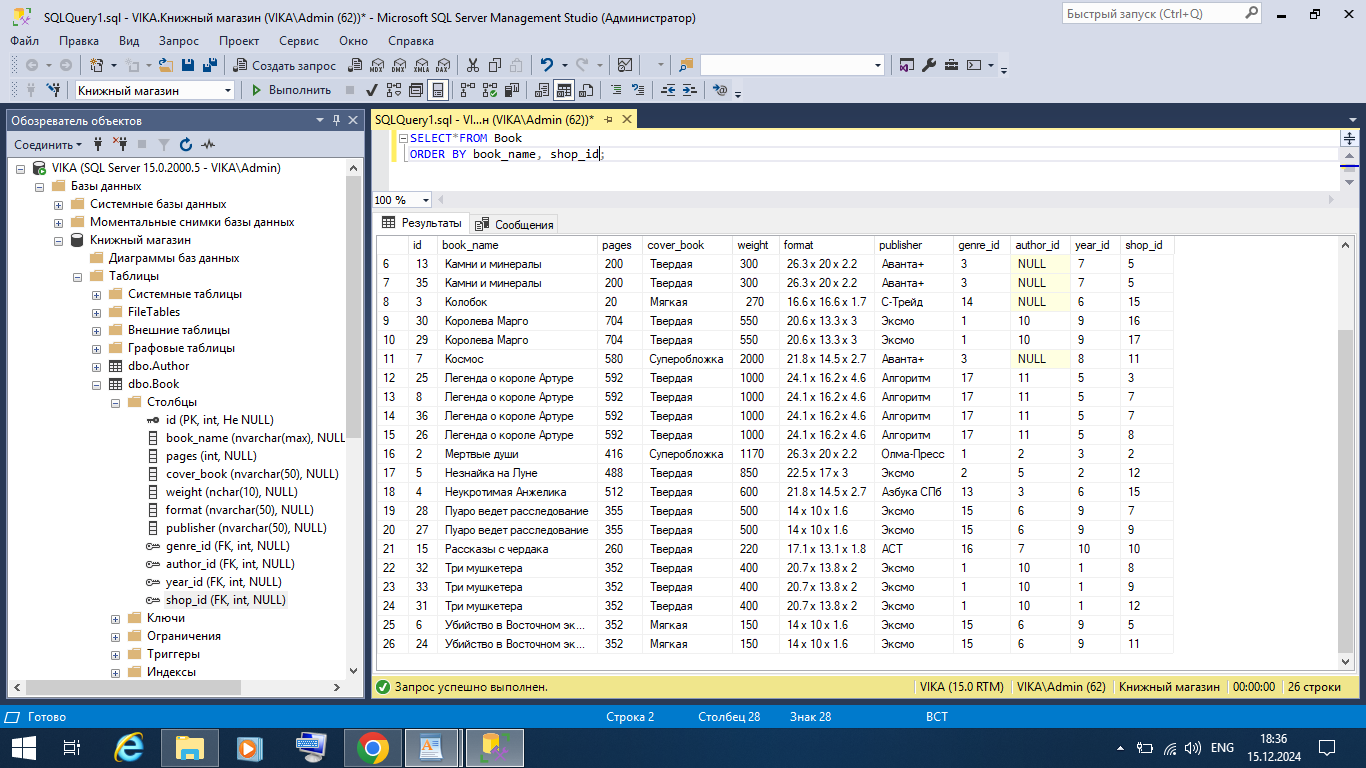 SQLQuery1.sql - VIKA.Книжный магазин (VIKA\Admin (62))* - Microsoft SQL Server Management Studio (Администратор)
Быстрый запуск (Ctrl+Q)
Файл Правка Вид Запрос Проект Сервис Окно Справка
Создать запрос MDX DMX XMLA DAX
Книжный магазин Выполнить
Обозреватель объектов
SQLQuery1.sql - VI...н (VIKA\Admin (62))*
Соединить
SELECT*FROM Book
ORDER BY book_name, shop_id;
100 %
Результаты Сообщения
VIKA (SQL Server 15.0.2000.5 - VIKA\Admin)
Базы данных
Системные базы данных
Моментальные снимки базы данных
Книжный магазин
Диаграммы баз данных
Таблицы
Системные таблицы
FileTables
Внешние таблицы
Графовые таблицы
dbo.Author
dbo.Book
Столбцы
id (PK, int, Не NULL)
book_name (nvarchar(max), NULL
pages (int, NULL)
cover_book (nvarchar(50), NULL)
weight (nchar(10), NULL)
format (nvarchar(50), NULL)
publisher (nvarchar(50), NULL)
genre_id (FK, int, NULL)
author_id (FK, int, NULL)
year_id (FK, int, NULL)
shop_id (FK, int, NULL)
Ключи
Ограничения
Триггеры
Индексы
id book_name pages cover_book weight format publisher genre_id author_id year_id shop_id
6 13 Камни и минералы 200 Твердая 300 26.3 x 20 x 2.2 Аванта+ 3 NULL 7 5
7 35 Камни и минералы 200 Твердая 300 26.3 x 20 x 2.2 Аванта+ 3 NULL 7 5
8 3 Колобок 20 Мягкая 270 16.6 x 16.6 x 1.7 С-Трейд 14 NULL 6 15
9 30 Королева Марго 704 Твердая 550 20.6 x 13.3 x 3 Эксмо 1 10 9 16
10 29 Королева Марго 704 Твердая 550 20.6 x 13.3 x 3 Эксмо 1 10 9 17
11 7 Космос 580 Суперобложка 2000 21.8 x 14.5 x 2.7 Аванта+ 3 NULL 8 11
12 25 Легенда о короле Артуре 592 Твердая 1000 24.1 x 16.2 x 4.6 Алгоритм 17 11 5 3
13 8 Легенда о короле Артуре 592 Твердая 1000 24.1 x 16.2 x 4.6 Алгоритм 17 11 5 7
14 36 Легенда о короле Артуре 592 Твердая 1000 24.1 x 16.2 x 4.6 Алгоритм 17 11 5 7
15 26 Легенда о короле Артуре 592 Твердая 1000 24.1 x 16.2 x 4.6 Алгоритм 17 11 5 8
16 2 Мертвые души 416 Суперобложка 1170 26.3 x 20 x 2.2 Олма-Пресс 1 2 3 2
17 5 Незнайка на Луне 488 Твердая 850 22.5 x 17 x 3 Эксмо 2 5 2 12
18 4 Неукротимая Анжелика 512 Твердая 600 21.8 x 14.5 x 2.7 Азбука СПб 13 3 6 15
19 28 Пуаро ведет расследование 355 Твердая 500 14 x 10 x 1.6 Эксмо 15 6 9 7
20 27 Пуаро ведет расследование 355 Твердая 500 14 x 10 x 1.6 Эксмо 15 6 9 9
21 15 Рассказы с чердака 260 Твердая 220 17.1 x 13.1 x 1.8 АСТ 16 7 10 10
22 32 Три мушкетера 352 Твердая 400 20.7 x 13.8 x 2 Эксмо 1 10 1 8
23 33 Три мушкетера 352 Твердая 400 20.7 x 13.8 x 2 Эксмо 1 10 1 9
24 31 Три мушкетера 352 Твердая 400 20.7 x 13.8 x 2 Эксмо 1 10 1 12
25 6 Убийство в Восточном эк... 352 Мягкая 150 14 x 10 x 1.6 Эксмо 15 6 9 5
26 24 Убийство в Восточном эк... 352 Мягкая 150 14 x 10 x 1.6 Эксмо 15 6 9 11
Запрос успешно выполнен. VIKA (15.0 RTM) VIKA\Admin (62) Книжный магазин 00:00:00 26 строки
Готово Строка 2 Столбец 28 Знак 28 ВСТ
ENG 18:36
15.12.2024